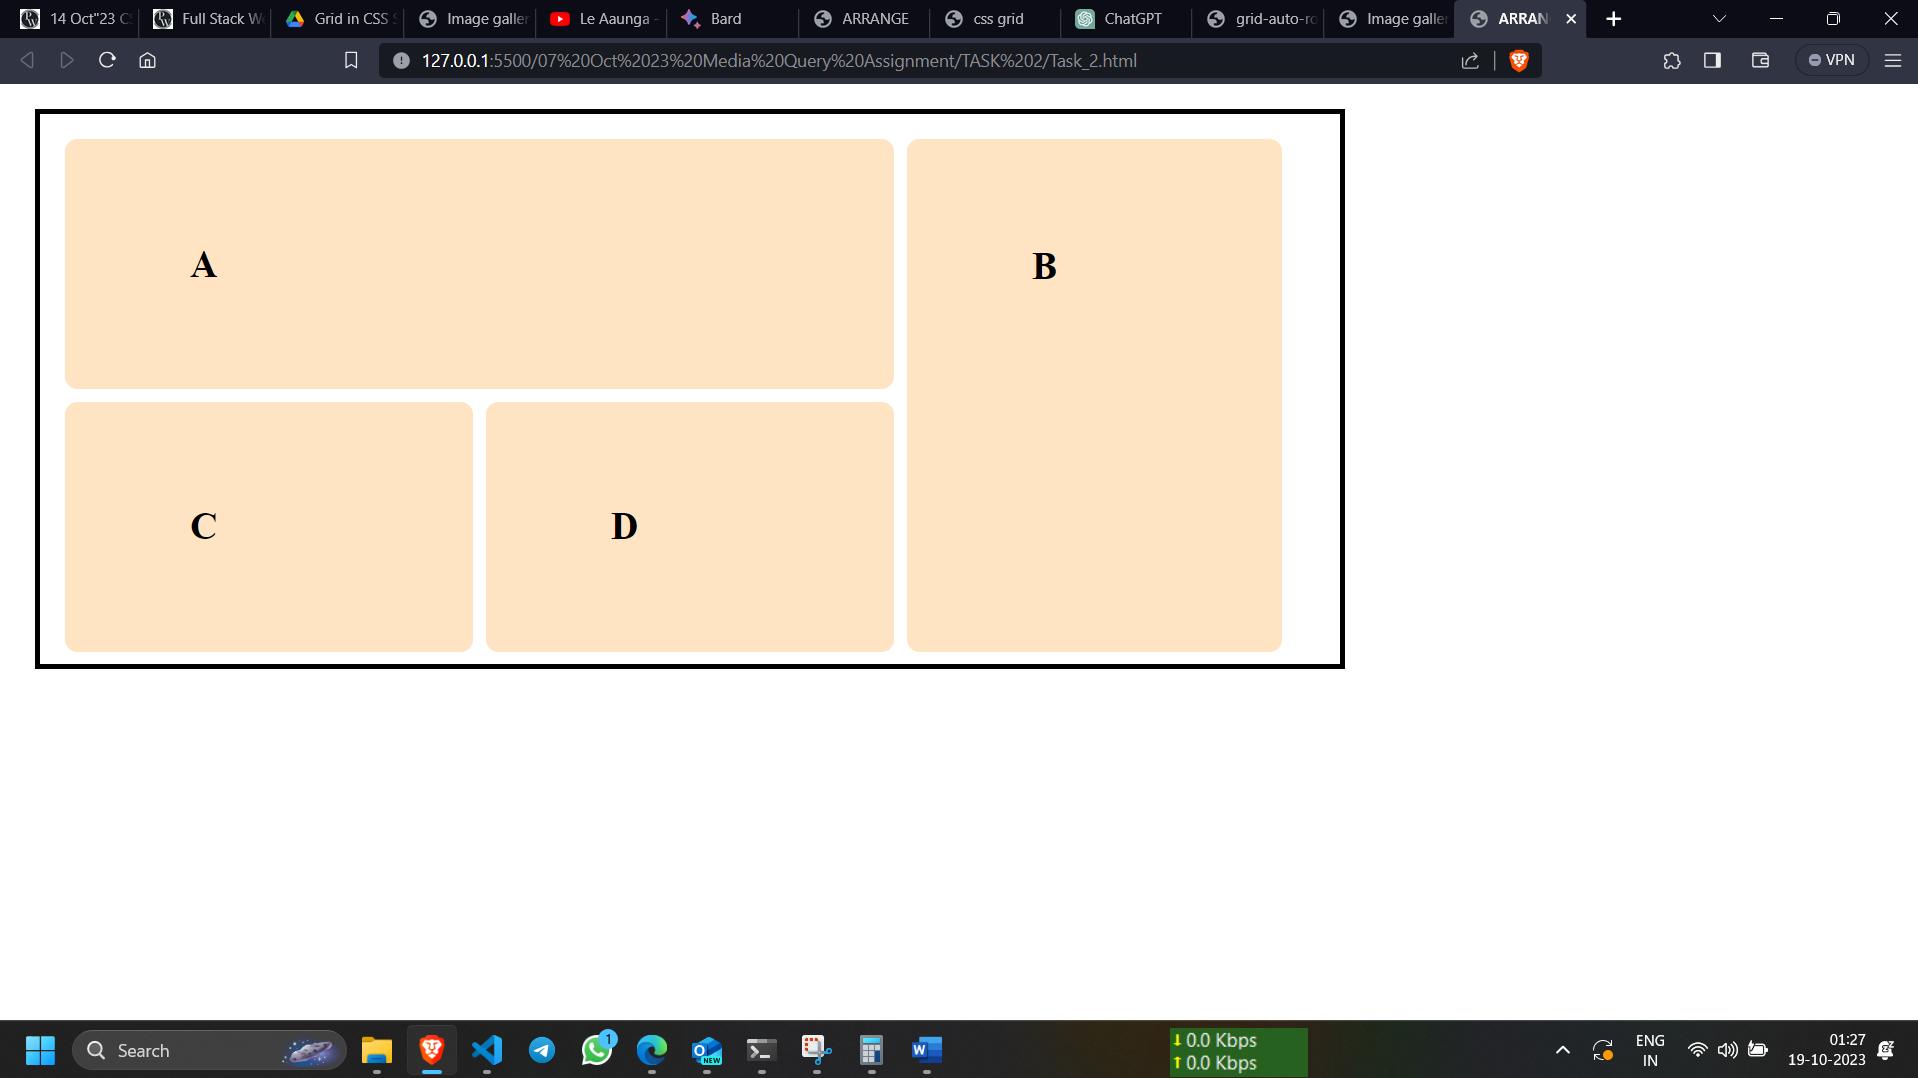 14 Oct"23 CS
Full Stack We
Grid in CSS S
Image galler
Le Aaunga -
Bard
ARRANGE
css grid
ChatGPT
grid-auto-ro
Image galler
ARRAN
127.0.0.1:5500/07%20Oct%2023%20Media%20Query%20Assignment/TASK%202/Task_2.html
VPN
A
B
C
D
Search
1
NEW
0.0 Kbps
0.0 Kbps
ENG
IN
01:27
19-10-2023